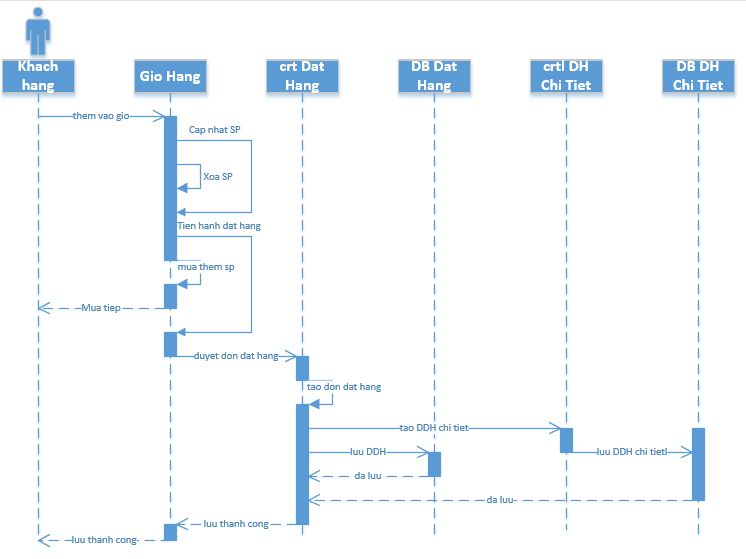 Khach
hang
Gio Hang
crt Dat
Hang
DB Dat
Hang
crtl DH
Chi Tiet
DB DH
Chi Tiet
them vao gio
Cap nhat SP
Xoa SP
Tien hanh dat hang
mua them sp
Mua tiep
duyet don dat hang
tao don dat hang
tao DDH chi tiet
luu DDH
luu DDH chi tietl
da luu
da luu
luu thanh cong
luu thanh cong